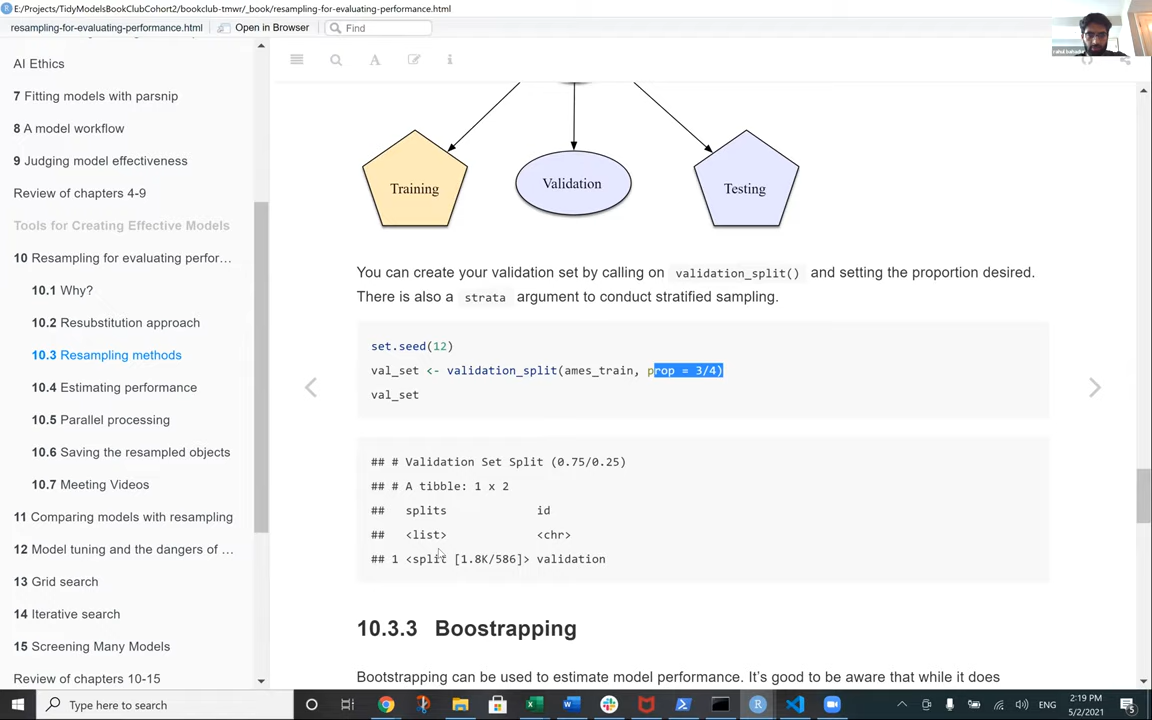 E:/Projects/TidyModelsBookClubCohort2/bookclub-tmwr/_book/resampling-for-evaluating-performance.html
resampling-for-evaluating-performance.html
Open in Browser
Find
AI Ethics
7 Fitting models with parsnip
8 A model workflow
9 Judging model effectiveness
Review of chapters 4-9
Tools for Creating Effective Models
10 Resampling for evaluating perfor...
10.1 Why?
10.2 Resubstitution approach
10.3 Resampling methods
10.4 Estimating performance
10.5 Parallel processing
10.6 Saving the resampled objects
10.7 Meeting Videos
11 Comparing models with resampling
12 Model tuning and the dangers of ...
13 Grid search
14 Iterative search
15 Screening Many Models
Review of chapters 10-15
Training
Validation
Testing
You can create your validation set by calling on validation_split() and setting the proportion desired.
There is also a strata argument to conduct stratified sampling.
set.seed(12)
val_set <- validation_split(ames_train, prop = 3/4)
val_set
## # Validation Set Split (0.75/0.25)
## # A tibble: 1 x 2
## splits id
## <list> <chr>
## 1 <split [1.8K/586]> validation
10.3.3 Boostrapping
Bootstrapping can be used to estimate model performance. It's good to be aware that while it does
Type here to search
ENG
2:19 PM
5/2/2021
5